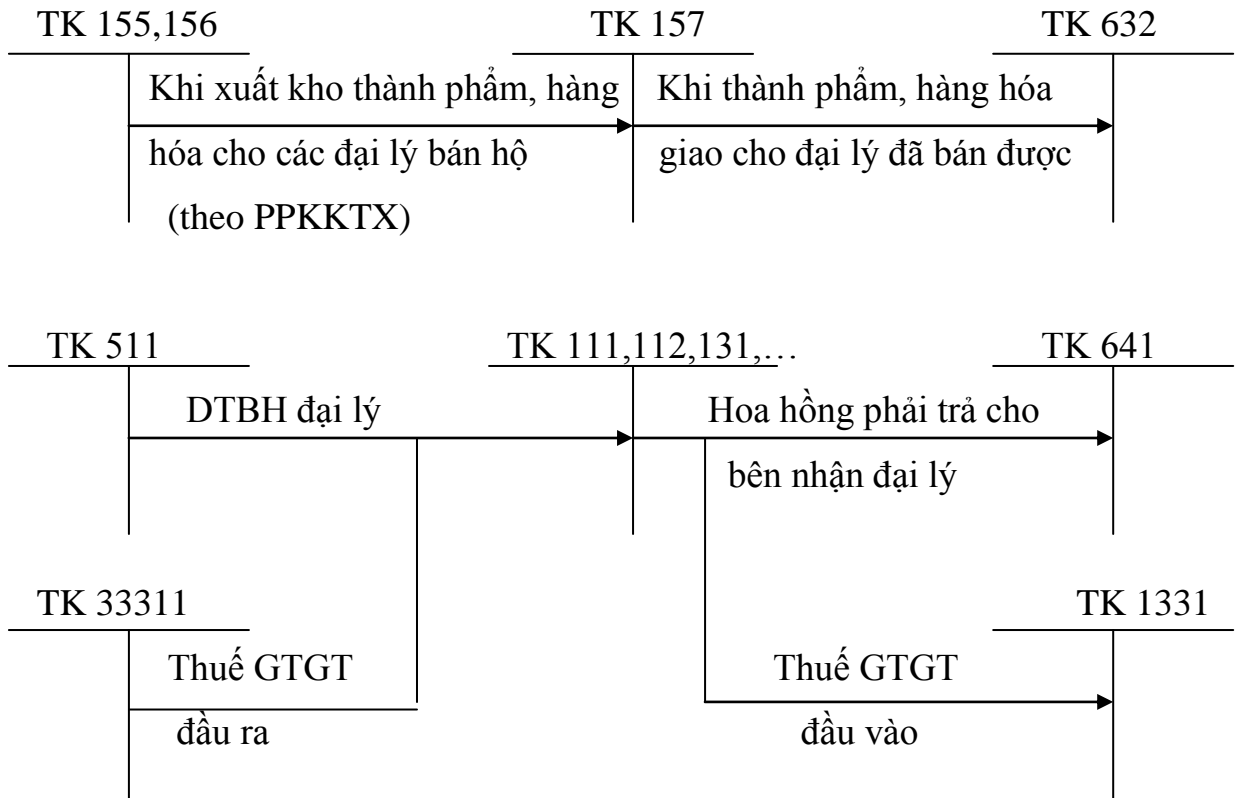 TK 155,156 TK 157 TK 632
Khi xuất kho thành phẩm, hàng Khi thành phẩm, hàng hóa
hóa cho các đại lý bán hộ giao cho đại lý đã bán được
(theo PPKKTX)
TK 511 TK 111,112,131,… TK 641
DTBH đại lý Hoa hồng phải trả cho
bên nhận đại lý
TK 33311 TK 1331
Thuế GTGT Thuế GTGT
đầu ra đầu vào